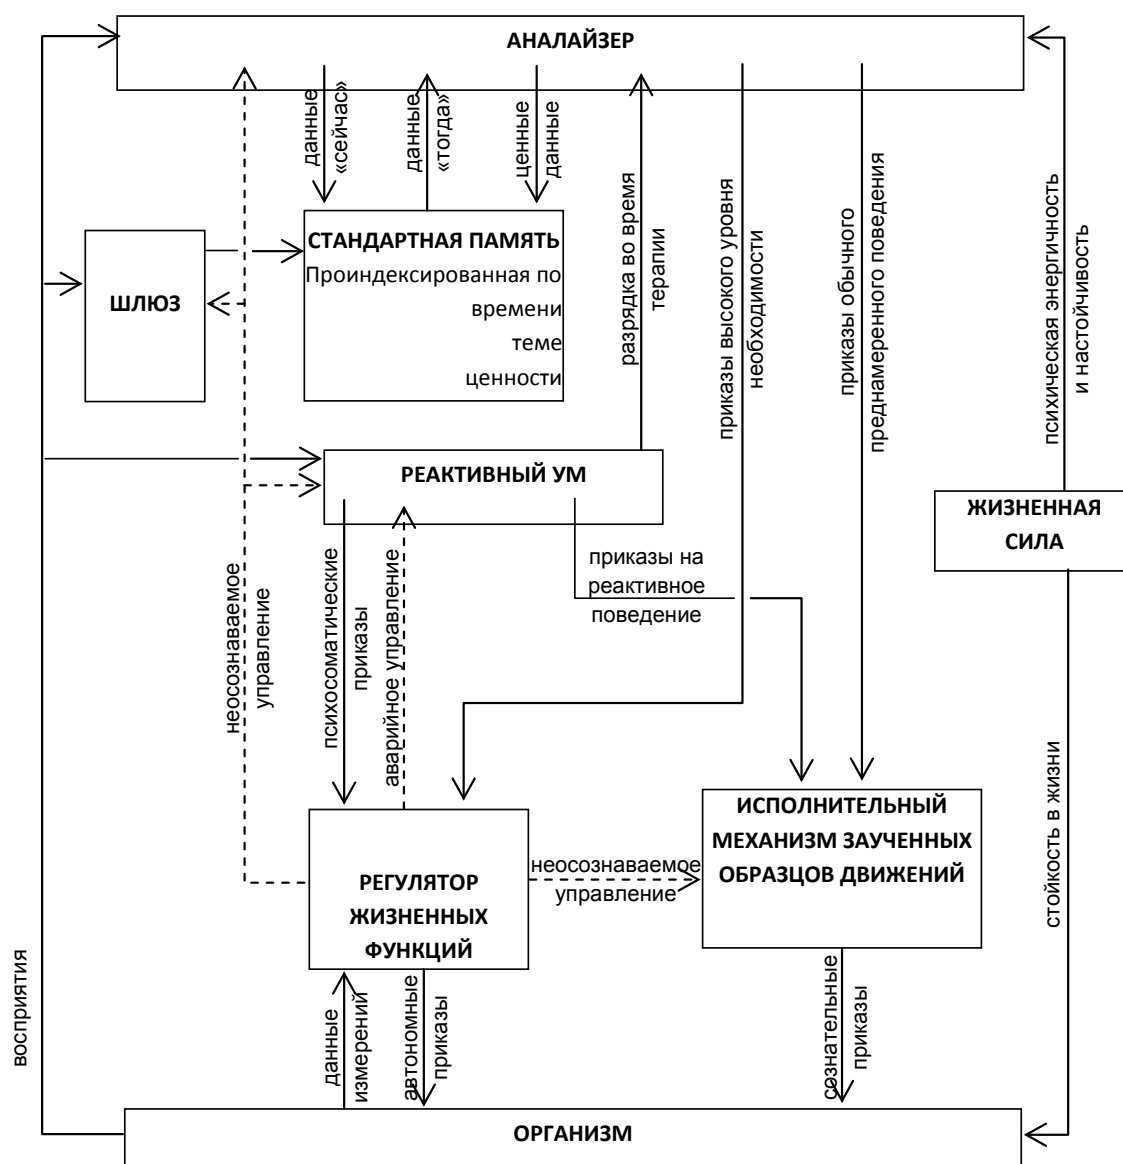 АНАЛАЙЗЕР
данные
«сейчас»
данные
«тогда»
ценные
данные
разрядка во время
терапии
приказы высокого уровня
необходимости
приказы обычного
преднамеренного поведения
психическая энергичность
и настойчивость
ШЛЮЗ
СТАНДАРТНАЯ ПАМЯТЬ
Проиндексированная по
времени
теме
ценности
РЕАКТИВНЫЙ УМ
ЖИЗНЕННАЯ
СИЛА
неосознаваемое
управление
психосоматические
приказы
аварийное управление
приказы на
реактивное
поведение
стойкость в жизни
РЕГУЛЯТОР
ЖИЗНЕННЫХ
ФУНКЦИЙ
неосознаваемое
управление
ИСПОЛНИТЕЛЬНЫЙ
МЕХАНИЗМ ЗАУЧЕННЫХ
ОБРАЗЦОВ ДВИЖЕНИЙ
восприятия
данные
измерений
автономные
приказы
сознательные
приказы
ОРГАНИЗМ